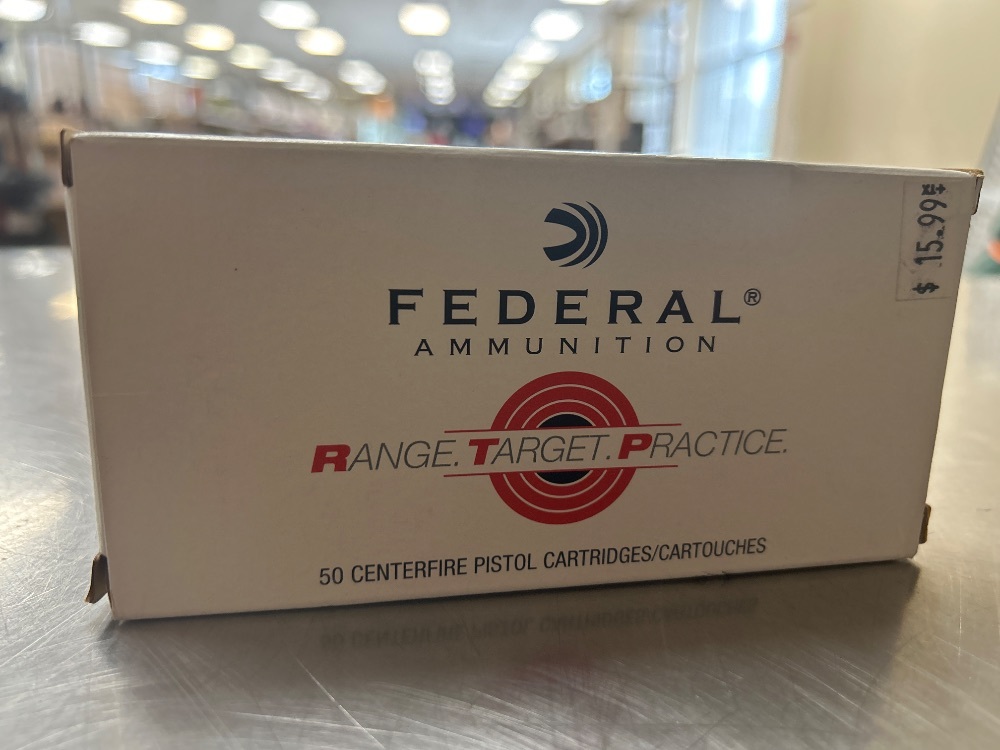 FEDERAL®
AMMUNITION
RANGE. TARGET. PRACTICE.
50 CENTERFIRE PISTOL CARTRIDGES/CARTOUCHES
$ 15.99